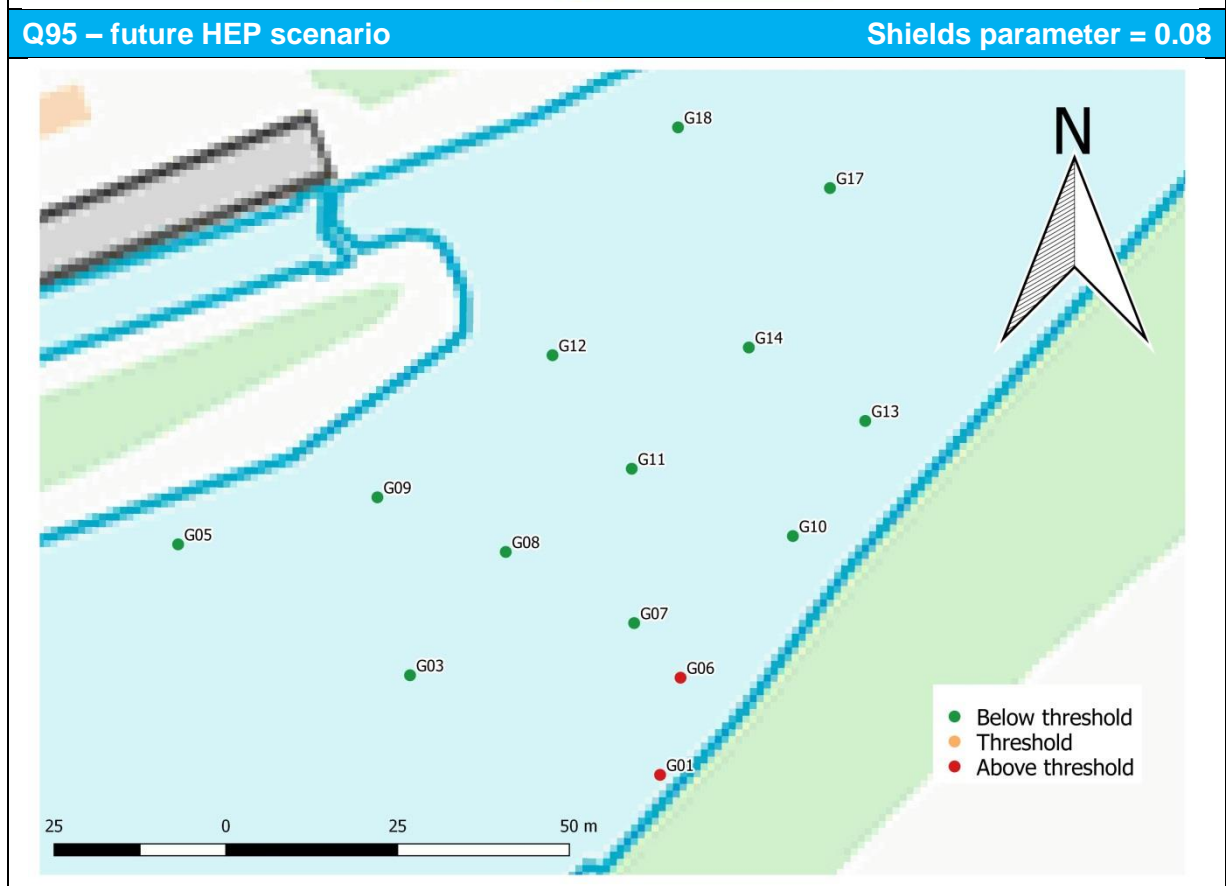 Q95 – future HEP scenario Shields parameter = 0.08
G18
N
G17
G12
G14
G13
G11
G09
G05
G08
G10
G07
G03
G06
Below threshold
Threshold
G01
Above threshold
25 0 25 50 m